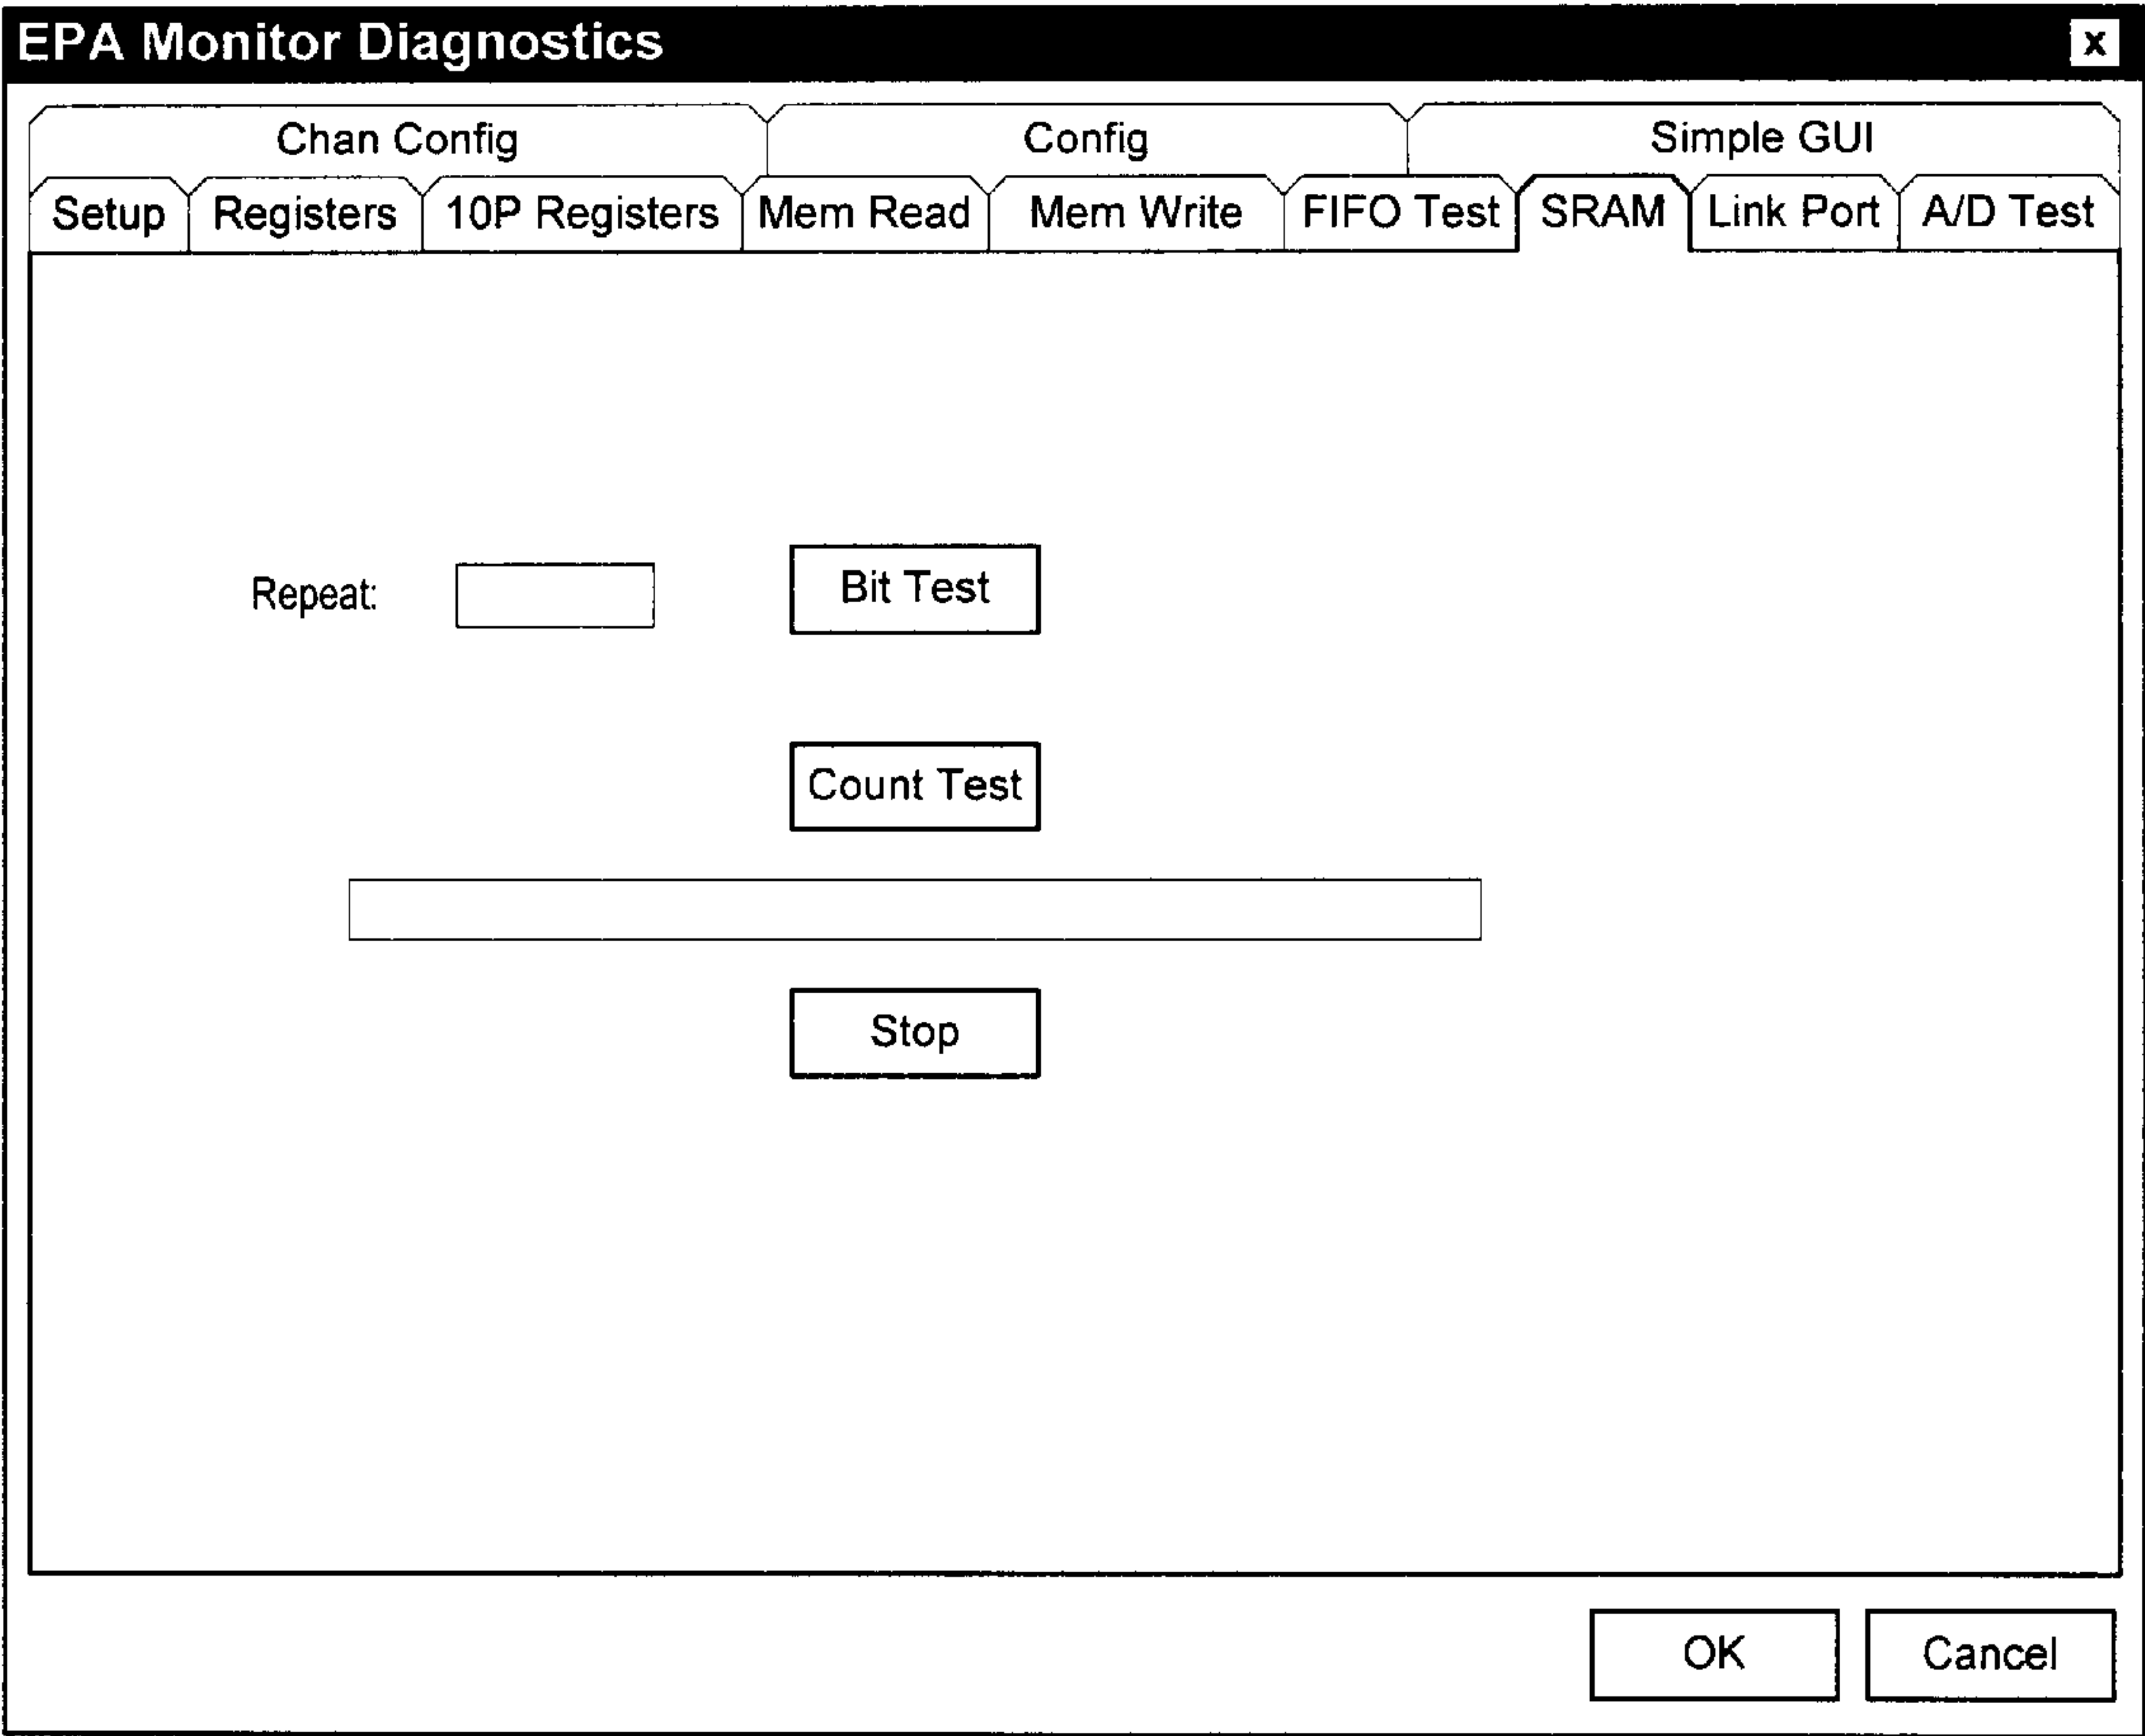 EPA Monitor Diagnostics x
Chan Config Config Simple GUI
Setup Registers 10P Registers Mem Read Mem Write FIFO Test SRAM Link Port A/D Test
Repeat: Bit Test
Count Test
Stop
OK Cancel